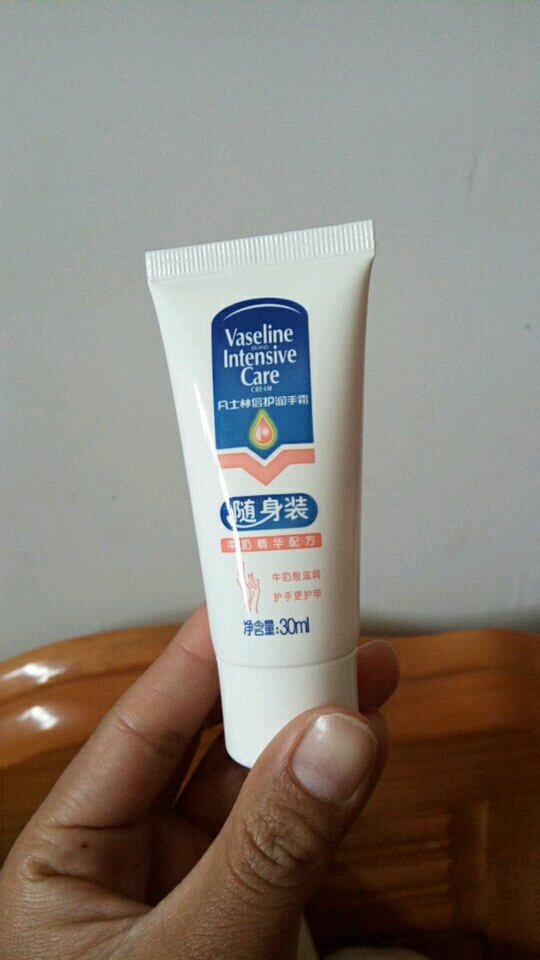 Vaseline
BRAND
Intensive
Care
CREAM
凡士林倍护润手霜
随身装
牛奶精华配方
牛奶般滋润
护手更护甲
净含量:30ml